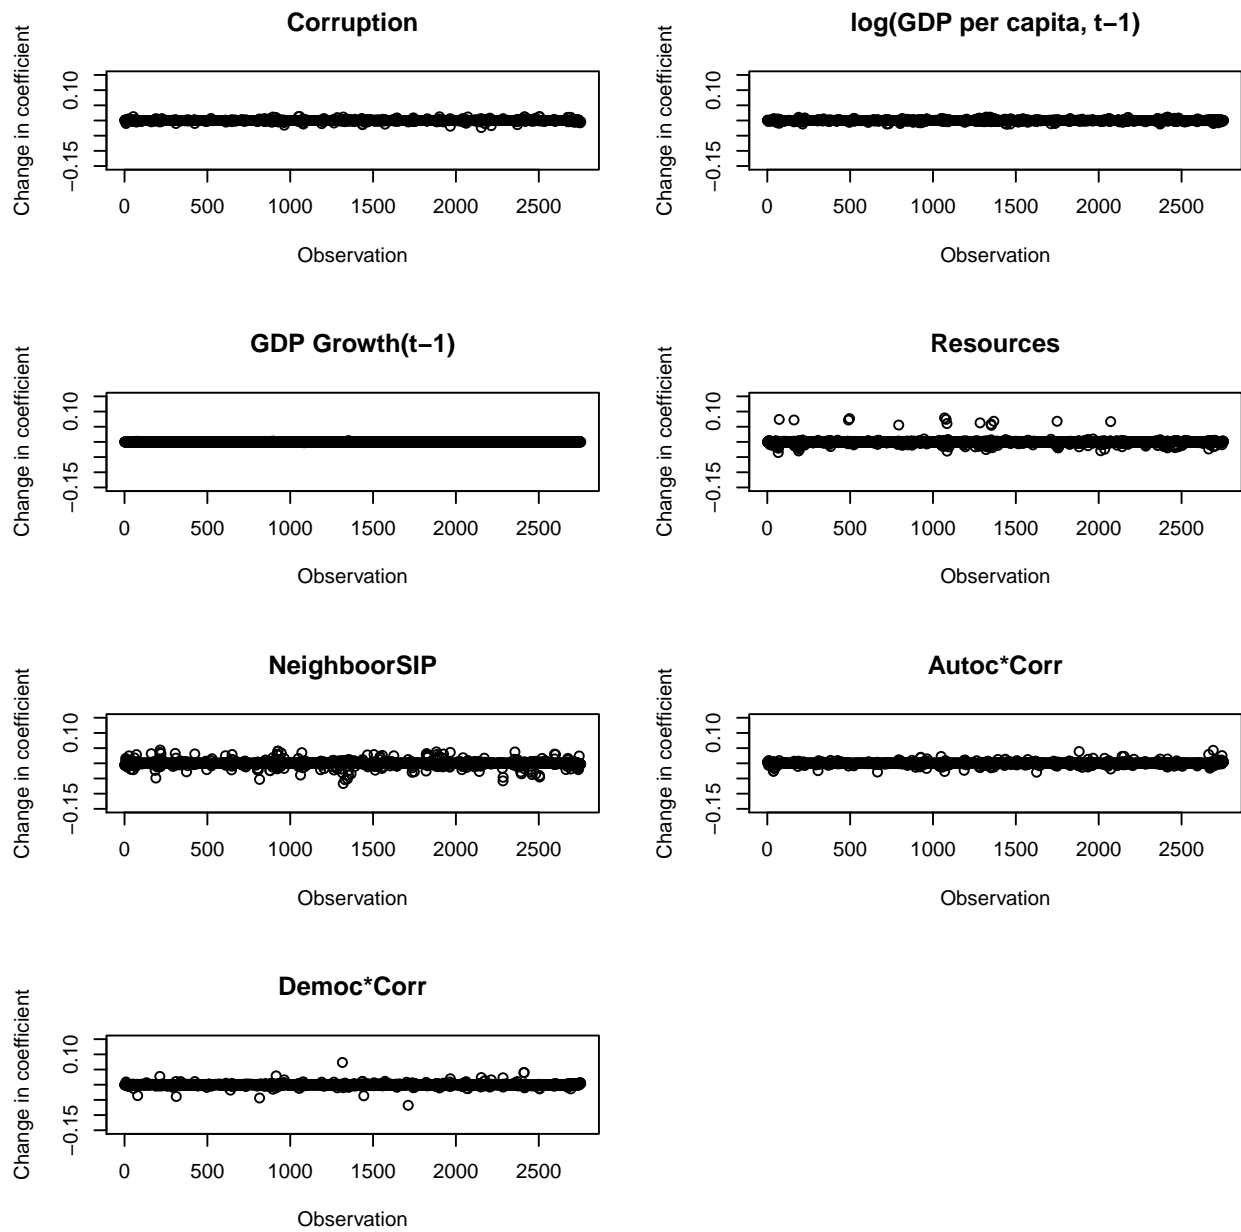 Corruption
Change in coefficient
0.10
−0.15
0 500 1000 1500 2000 2500
Observation
log(GDP per capita, t−1)
Change in coefficient
0.10
−0.15
0 500 1000 1500 2000 2500
Observation
GDP Growth(t−1)
Change in coefficient
0.10
−0.15
0 500 1000 1500 2000 2500
Observation
Resources
Change in coefficient
0.10
−0.15
0 500 1000 1500 2000 2500
Observation
NeighboorSIP
Change in coefficient
0.10
−0.15
0 500 1000 1500 2000 2500
Observation
Autoc*Corr
Change in coefficient
0.10
−0.15
0 500 1000 1500 2000 2500
Observation
Democ*Corr
Change in coefficient
0.10
−0.15
0 500 1000 1500 2000 2500
Observation